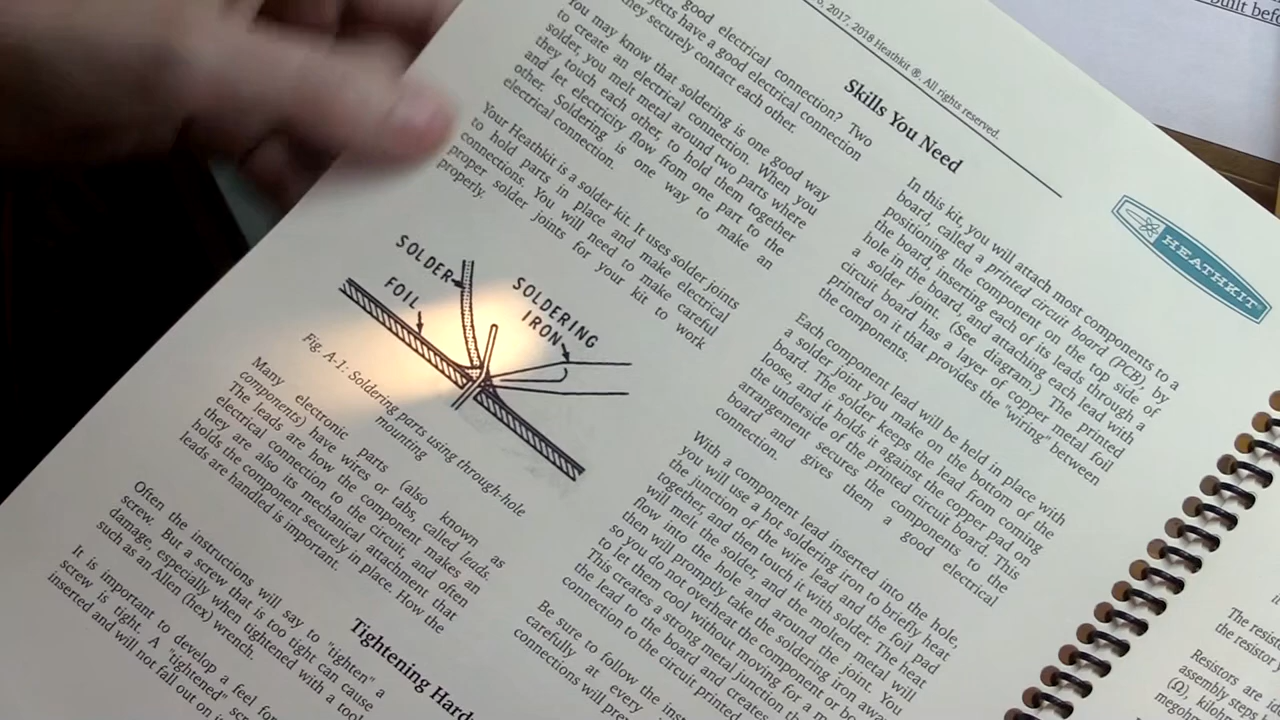 built
2017, 2018 Heathkit ®. All rights reserved.
HEATHKIT
Skills You Need
good electrical connection? Two
have a good electrical connection
they securely contact each other.
You may know that soldering is one good way
to create an electrical connection. When you
solder, you melt metal around two parts where
they touch each other, to hold them together
and let electricity flow from one part to the
other. Soldering is one way to make an
electrical connection.
Your Heathkit is a solder kit. It uses solder joints
to hold parts in place and make electrical
connections. You will need to make careful
proper solder joints for your kit to work
properly.
SOLDER
FOIL
SOLDERING
IRON
Fig. A-1: Soldering parts using through-hole
mounting
Many electronic parts (also known as
components) have wires or tabs, called leads.
The leads are how the component makes an
electrical connection to the circuit, and often
they are also its mechanical attachment that
holds the component securely in place. How the
leads are handled is important.
Tightening
Often the instructions will say to "tighten" a
screw. But a screw that is too tight can cause
damage, especially when tightened with a tool
such as an Allen (hex) wrench.
It is important to develop a feel for
screw is tight. A "tightened"
inserted and will not fall out on
In this kit, you will attach most components to a
board, called a printed circuit board (PCB), by
positioning the component on the top side of
the board, inserting each of its leads through a
hole in the board, and attaching each lead with
a solder joint. (See diagram.) The printed
circuit board has a layer of copper metal foil
printed on it that provides the "wiring" between
the components.
Each component lead will be held in place with
a solder joint you make on the bottom of the
board. The solder keeps the lead from coming
loose, and it holds it against the copper pad on
the underside of the printed circuit board. This
arrangement secures the components to the
board and gives them a good electrical
connection.
With a component lead inserted into the hole,
you will use a hot soldering iron to briefly heat
the junction of the wire lead and the foil pad
together, and then touch it with solder. The heat
will melt the solder, and the molten metal will
flow into the hole and around the joint. You
then will promptly take the soldering iron away
so you do not overheat the component or
to let them cool without moving for a
This creates a strong metal junction
the lead to the board and creates
connection to the circuit
Be sure to follow the
carefully at every
connections will
The
the resistor
Resistors are
assembly steps
(Ω),